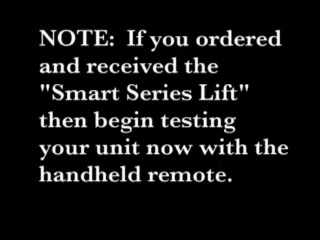 NOTE:  If you ordered
and received the
"Smart Series Lift"
then begin testing
your unit now with the
handheld remote.